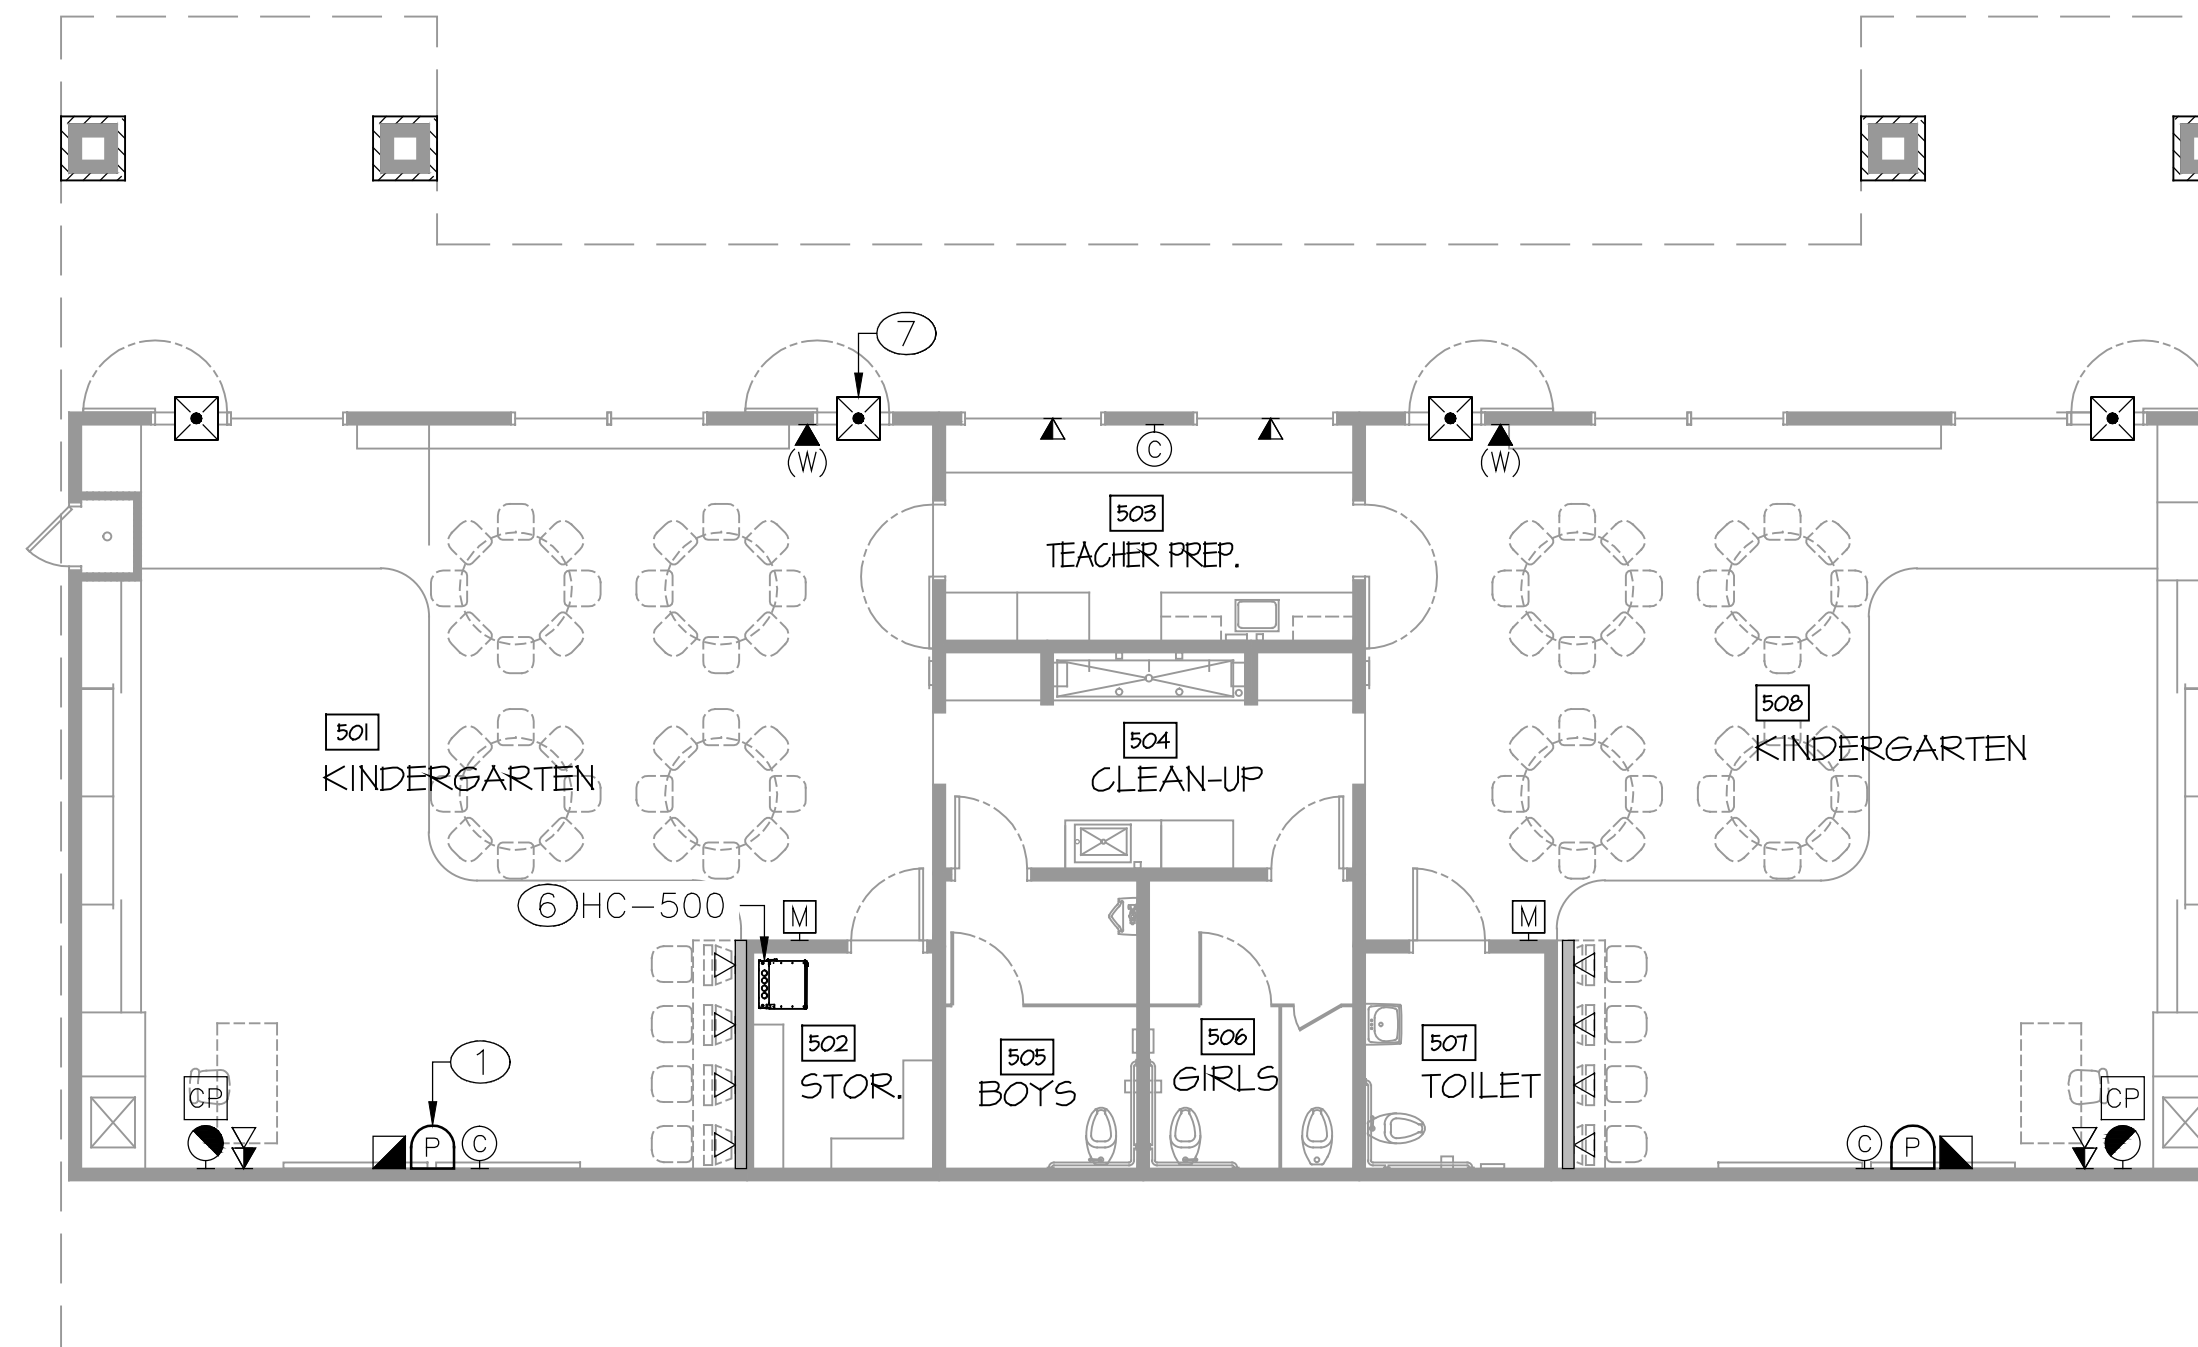 7
(W)
C
(W)
503
TEACHER PREP.
501
KINDERGARTEN
504
CLEAN-UP
508
KINDERGARTEN
6 HC-500
M
M
502
STOR.
505
BOYS
506
GIRLS
507
TOILET
1
CP
P
C
C
P
CP